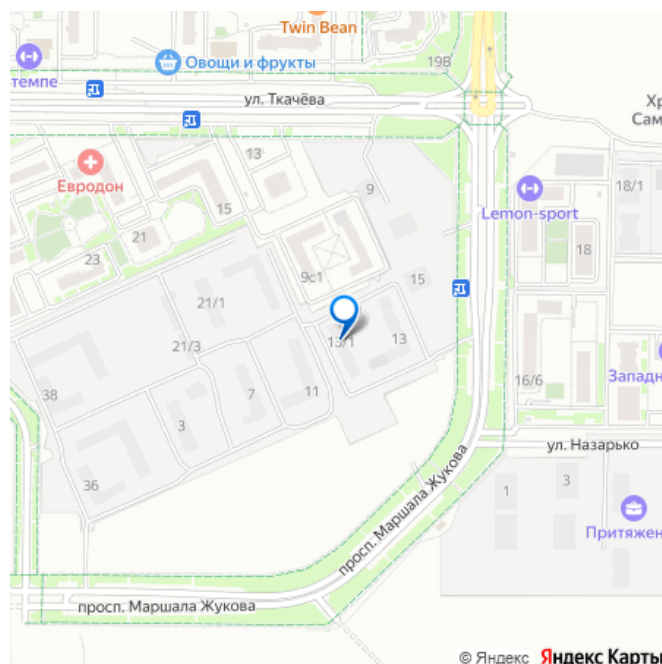 Twin Bean
19В
темпе
Овощи и фрукты
ул. Ткачёва
Хр
Сам
13
Евродон
9
18/1
15
Lemon-sport
21
18
23
9с1
15
21/1
13/1
13
21/3
16/6
Западн
38
7
11
3
ул. Назарько
36
просп. Маршала Жукова
1
3
Притяжен
просп. Маршала Жукова
© Яндекс Яндекс Карты